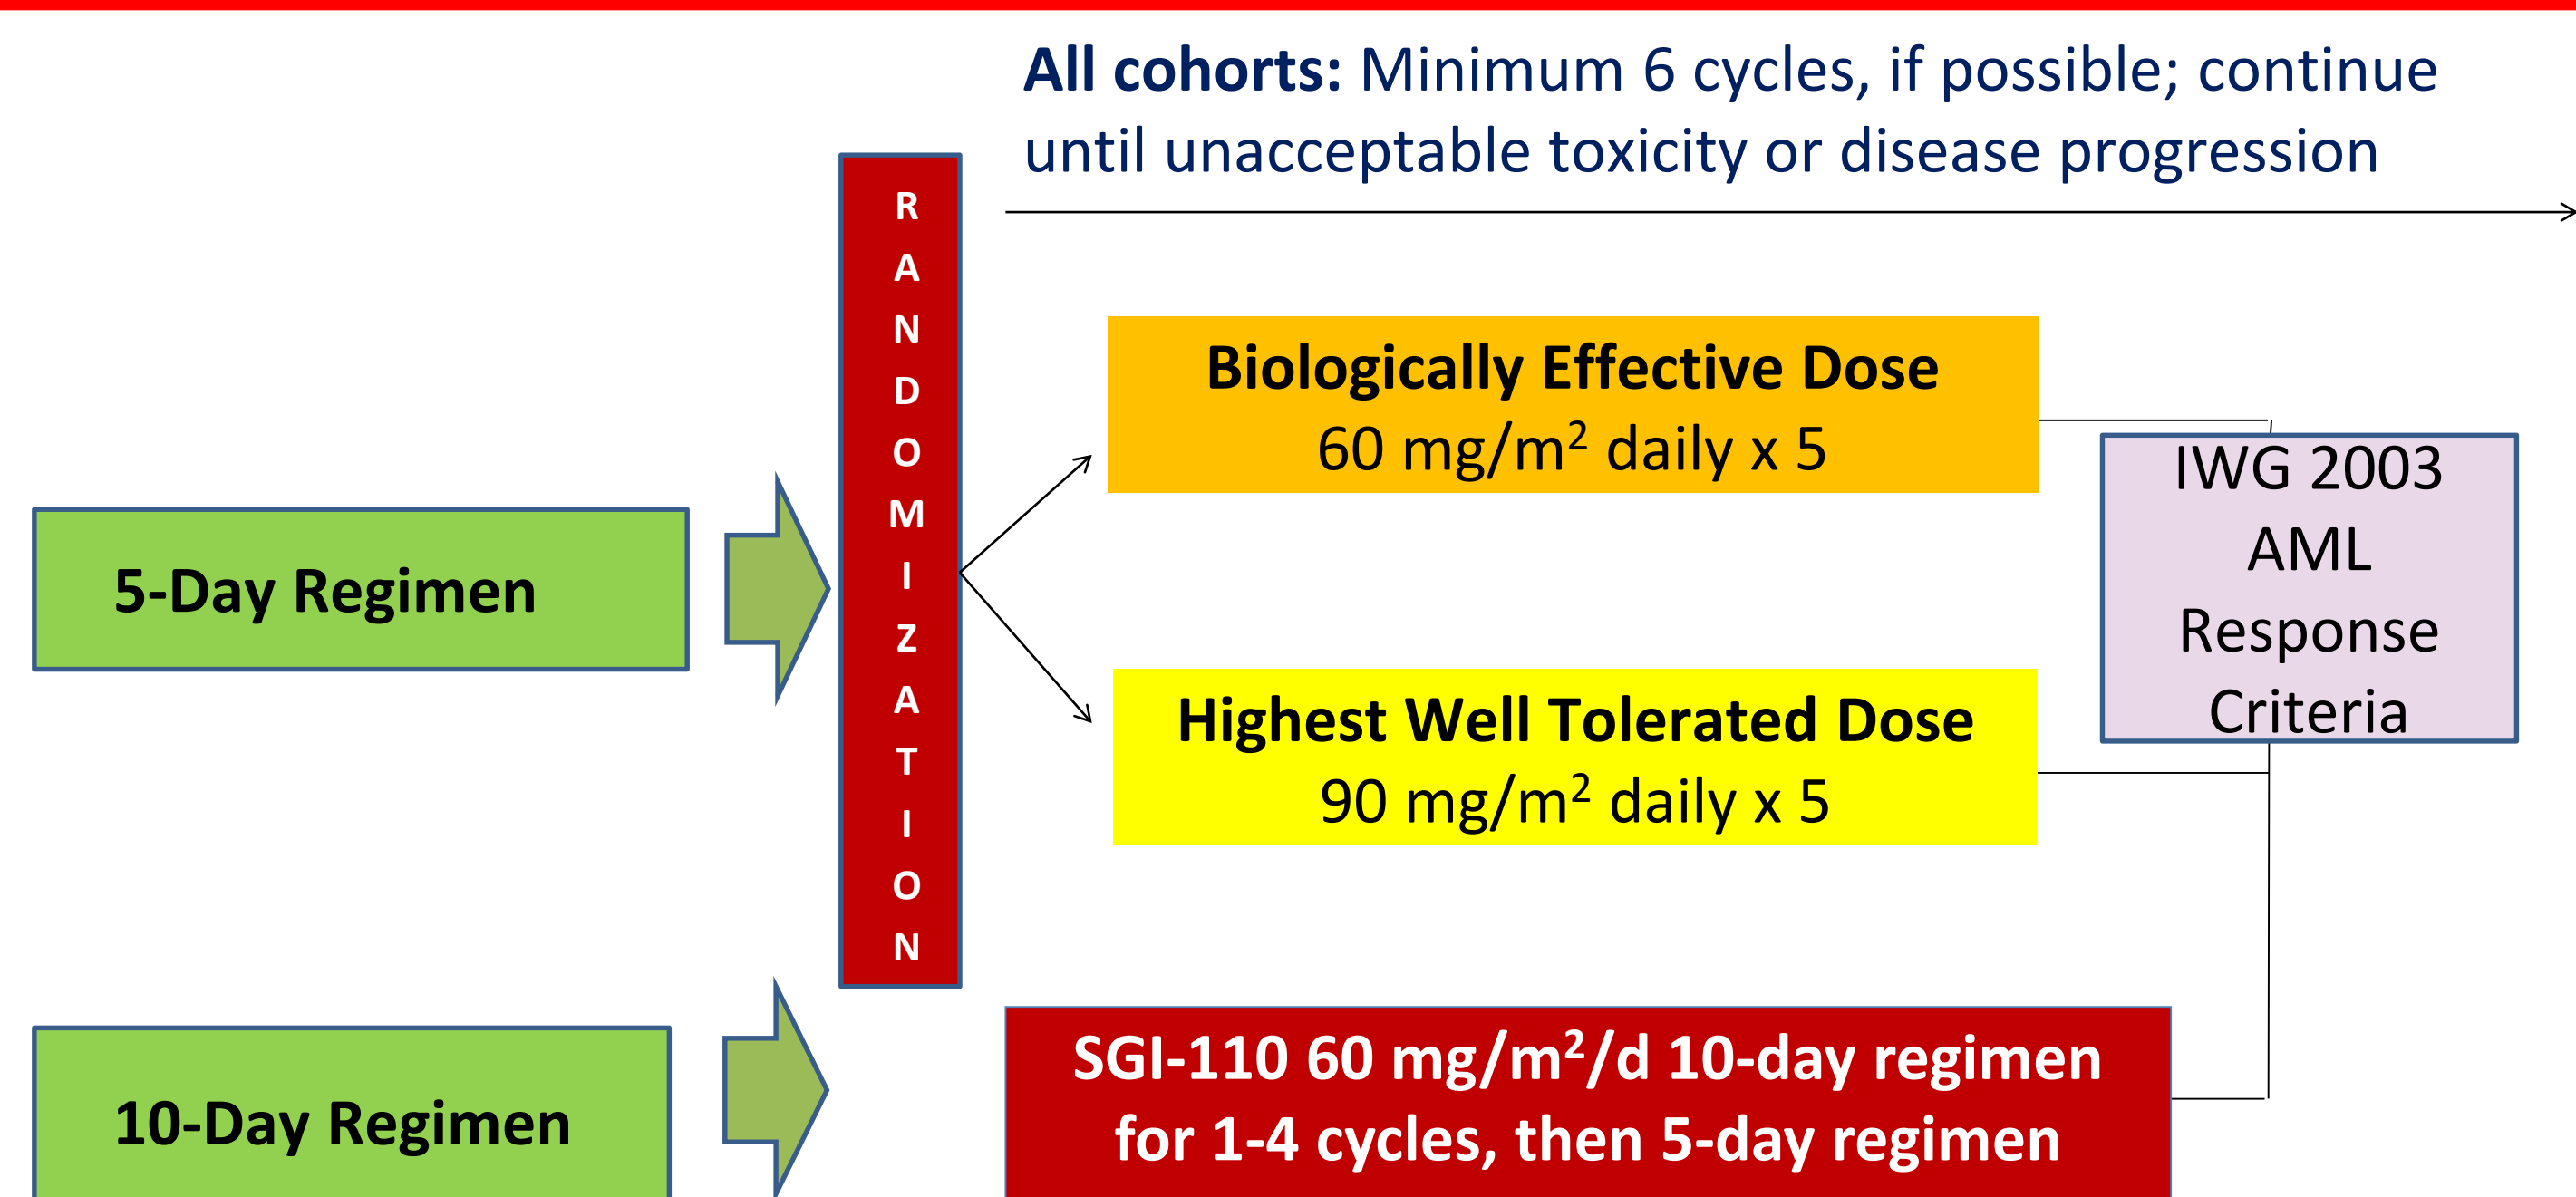 All cohorts: Minimum 6 cycles, if possible; continue
until unacceptable toxicity or disease progression
R
A
N
D
O
M
I
Z
A
T
I
O
N
5-Day Regimen
Biologically Effective Dose
60 mg/m² daily x 5
Highest Well Tolerated Dose
90 mg/m² daily x 5
IWG 2003
AML
Response
Criteria
10-Day Regimen
SGI-110 60 mg/m²/d 10-day regimen
for 1-4 cycles, then 5-day regimen